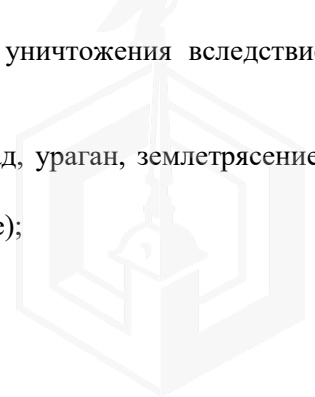 уничтожения вследствие
д, ураган, землетрясение
);